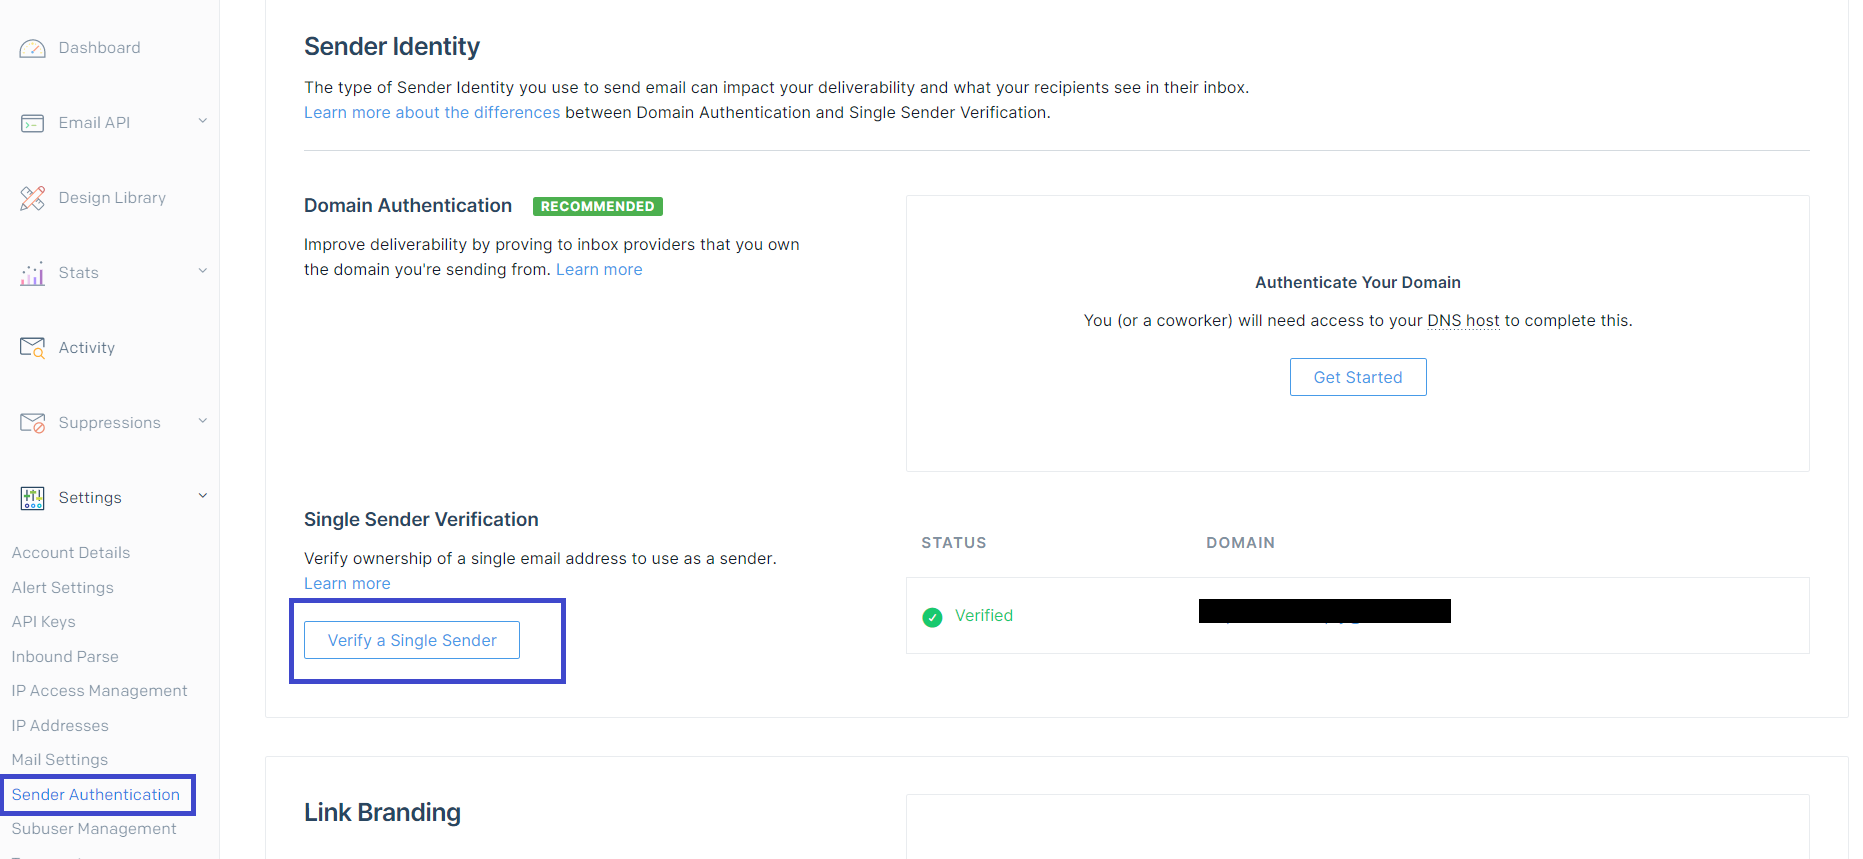 Dashboard
Email API
Design Library
Stats
Activity
Suppressions
Settings
Account Details
Alert Settings
API Keys
Inbound Parse
IP Access Management
IP Addresses
Mail Settings
Sender Authentication
Subuser Management
Sender Identity
The type of Sender Identity you use to send email can impact your deliverability and what your recipients see in their inbox.
Learn more about the differences between Domain Authentication and Single Sender Verification.
Domain Authentication RECOMMENDED
Improve deliverability by proving to inbox providers that you own
the domain you're sending from. Learn more
Authenticate Your Domain
You (or a coworker) will need access to your DNS host to complete this.
Get Started
Single Sender Verification
Verify ownership of a single email address to use as a sender.
Learn more
Verify a Single Sender
STATUS DOMAIN
Verified
Link Branding